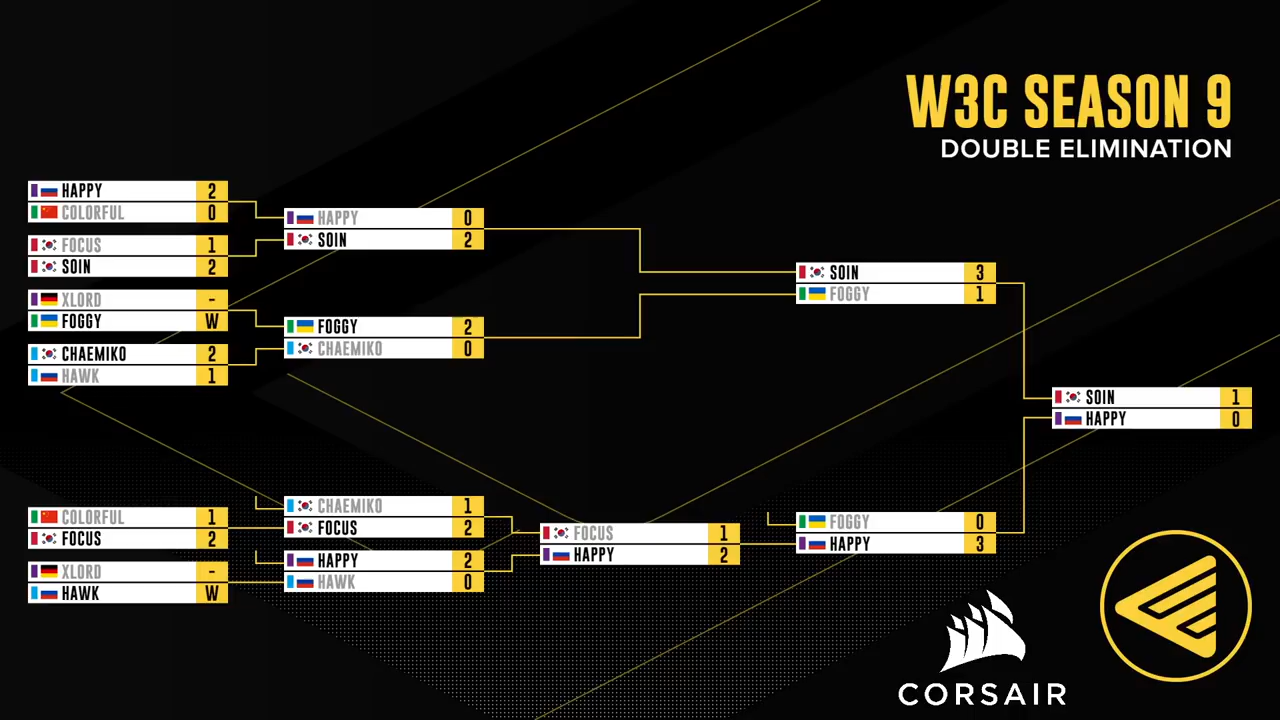 W3C SEASON 9
DOUBLE ELIMINATION
HAPPY 2
COLORFUL 0
FOCUS 1
SOIN 2
XLORD -
FOGGY W
CHAEMIKO 2
HAWK 1
HAPPY 0
SOIN 2
FOGGY 2
CHAEMIKO 0
SOIN 3
FOGGY 1
SOIN 1
HAPPY 0
COLORFUL 1
FOCUS 2
XLORD -
HAWK W
CHAEMIKO 1
FOCUS 2
HAPPY 2
HAWK 0
FOCUS 1
HAPPY 2
FOGGY 0
HAPPY 3
CORSAIR